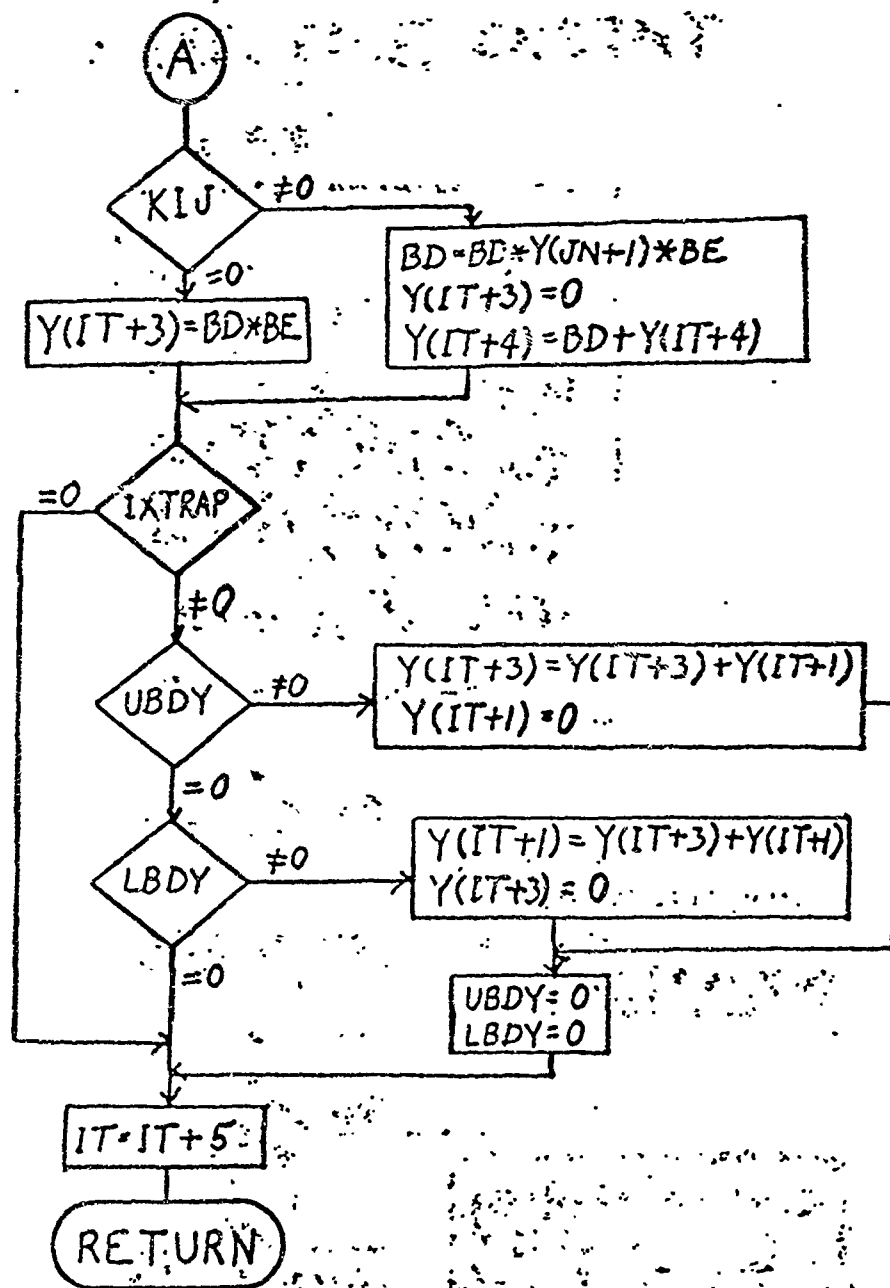 A
KIJ
≠0
=0
BD=BD*Y(JN+1)*BE
Y(IT+3)=0
Y(IT+4)=BD+Y(IT+4)
Y(IT+3)=BD*BE
IXTRAP
=0
≠0
UBDY
≠0
=0
Y(IT+3)=Y(IT+3)+Y(IT+1)
Y(IT+1)=0
LBDY
≠0
=0
Y(IT+1)=Y(IT+3)+Y(IT+1)
Y(IT+3)=0
UBDY=0
LBDY=0
IT=IT+5
RETURN